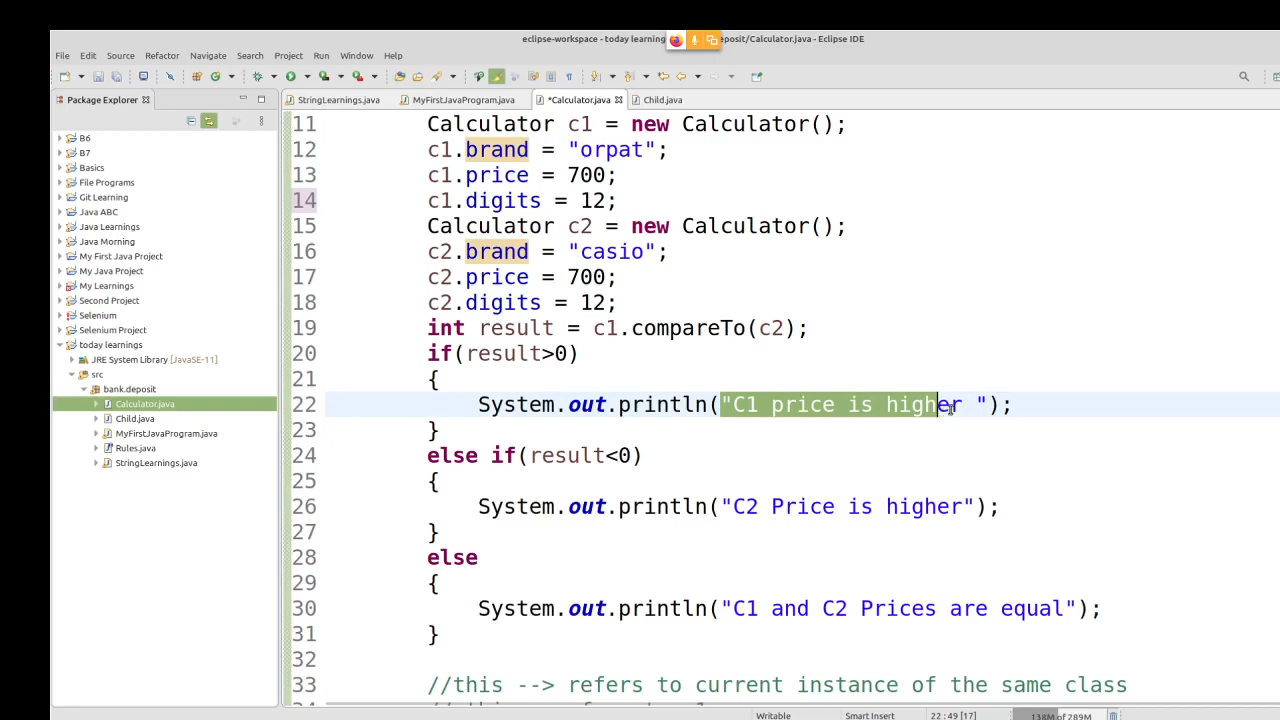 eclipse-workspace - today learning deposit/Calculator.java - Eclipse IDE
File Edit Source Refactor Navigate Search Project Run Window Help
Package Explorer
StringLearnings.java MyFirstJavaProgram.java *Calculator.java Child.java
B6
B7
Basics
File Programs
Git Learning
Java ABC
Java Learnings
Java Morning
My First Java Project
My Java Project
My Learnings
Second Project
Selenium
Selenium Project
today learnings
JRE System Library [JavaSE-11]
src
bank.deposit
Calculator.java
Child.java
MyFirstJavaProgram.java
Rules.java
StringLearnings.java
11 Calculator c1 = new Calculator();
12 c1.brand = "orpat";
13 c1.price = 700;
14 c1.digits = 12;
15 Calculator c2 = new Calculator();
16 c2.brand = "casio";
17 c2.price = 700;
18 c2.digits = 12;
19 int result = c1.compareTo(c2);
20 if(result>0)
21 {
22 System.out.println("C1 price is higher ");
23 }
24 else if(result<0)
25 {
26 System.out.println("C2 Price is higher");
27 }
28 else
29 {
30 System.out.println("C1 and C2 Prices are equal");
31 }
32
33 //this --> refers to current instance of the same class
Writable Smart Insert 22 : 49 [17] 138M of 289M